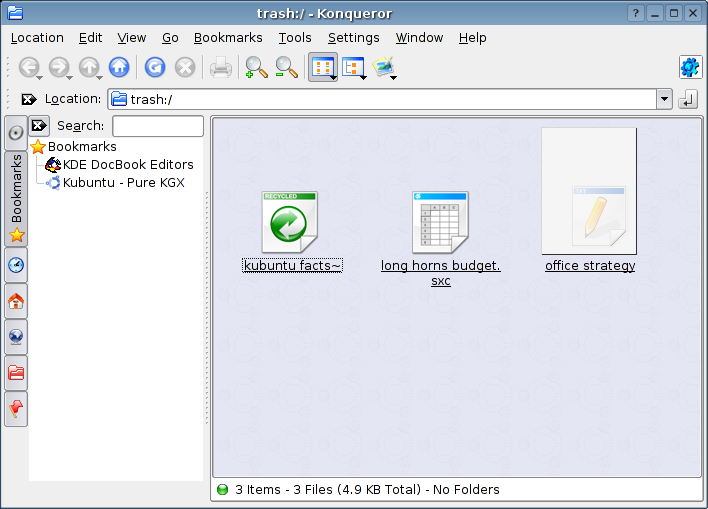 trash:/ - Konqueror
Location Edit View Go Bookmarks Tools Settings Window Help
Location: trash:/
Search:
Bookmarks
Bookmarks
KDE DocBook Editors
Kubuntu - Pure KGX
RECYCLED
kubuntu facts~
long horns budget.
sxc
office strategy
3 Items - 3 Files (4.9 KB Total) - No Folders